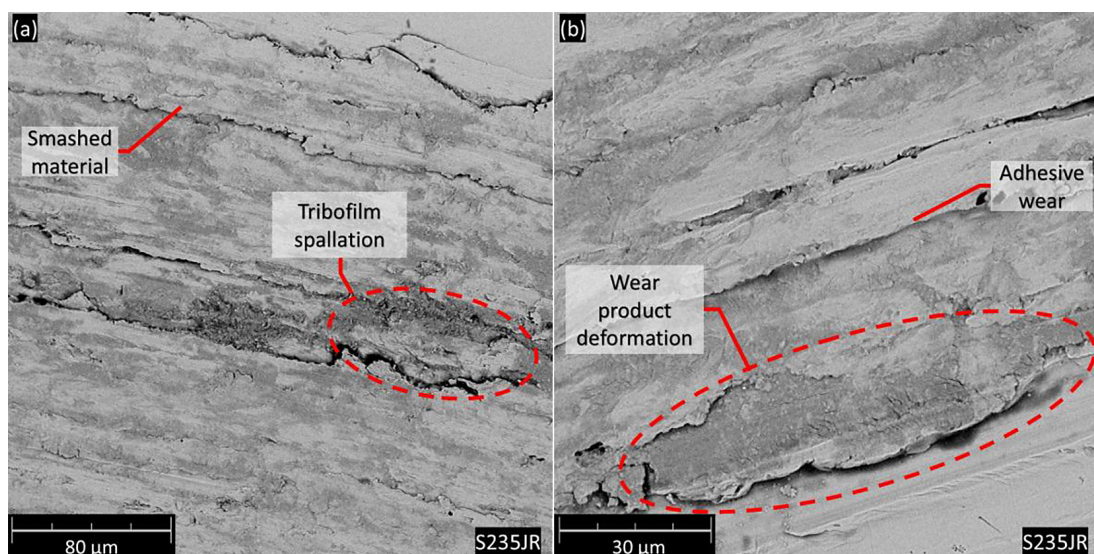 (a)
Smashed
material
Tribofilm
spallation
80 µm
S235JR
(b)
Adhesive
wear
Wear
product
deformation
30 µm
S235JR